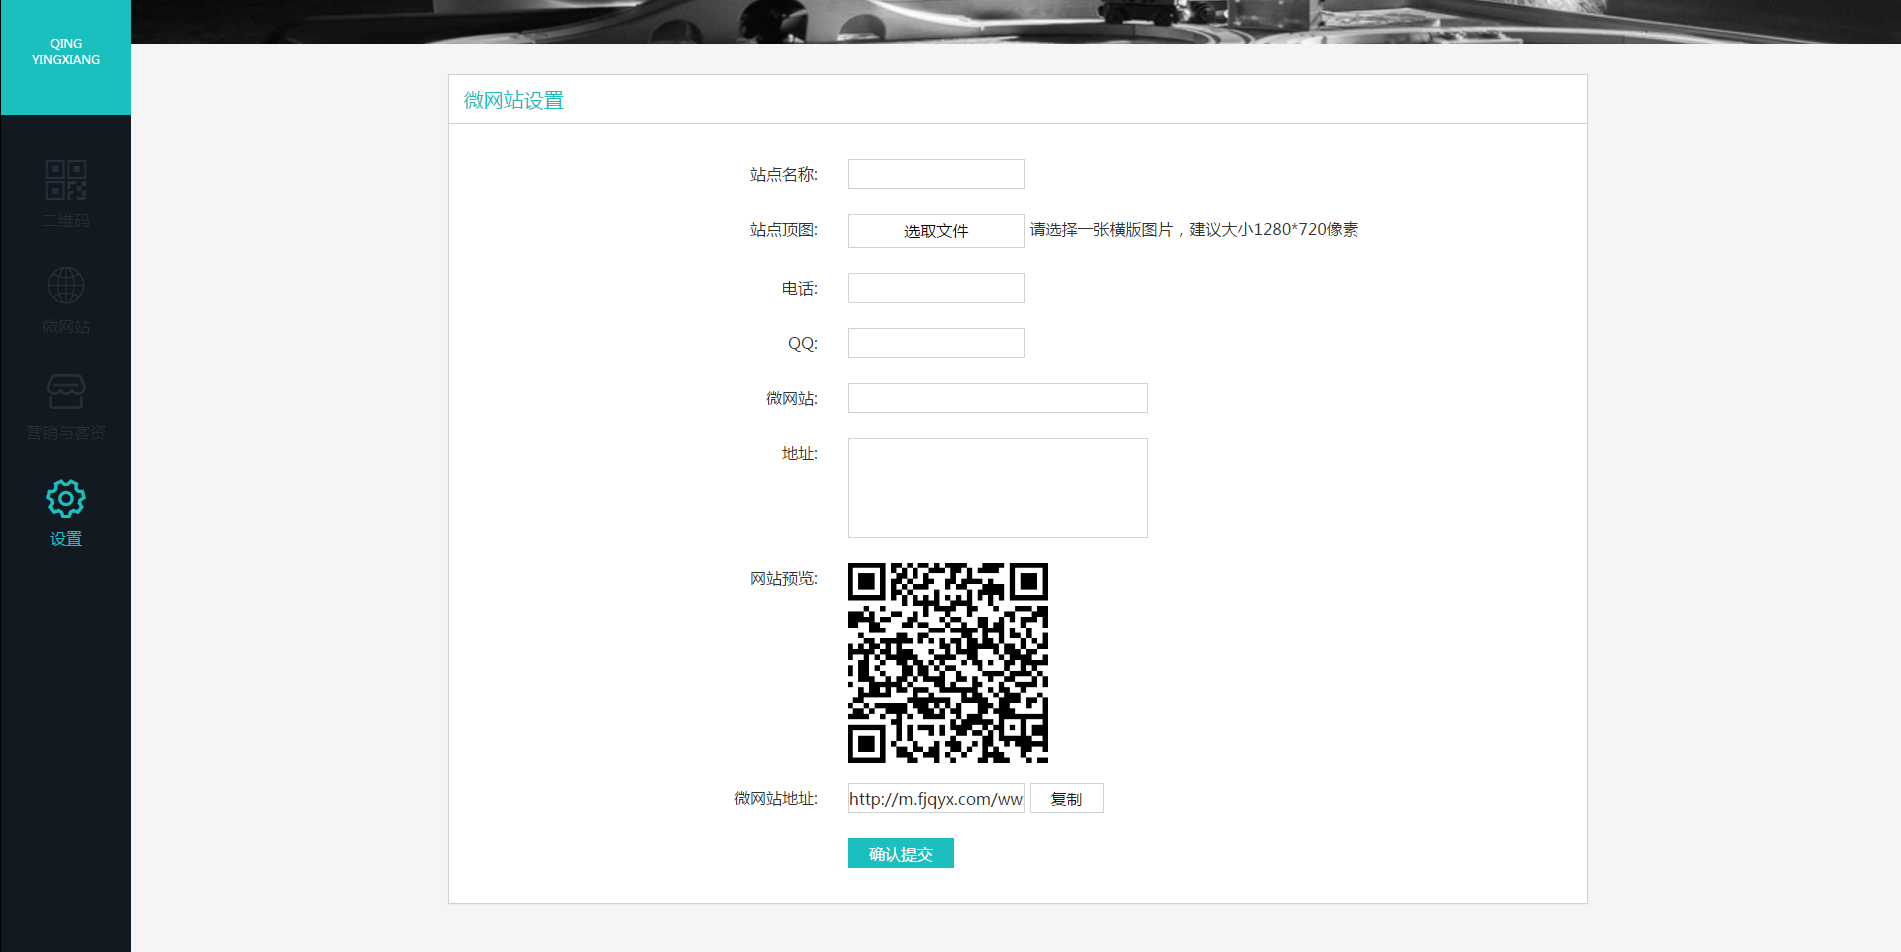 QING
YINGXIANG
二维码
微网站
营销与客资
设置
微网站设置
站点名称:
站点顶图: 选取文件 请选择一张横版图片，建议大小1280*720像素
电话:
QQ:
微网站:
地址:
网站预览:
微网站地址: http://m.fjqyx.com/ww 复制
确认提交